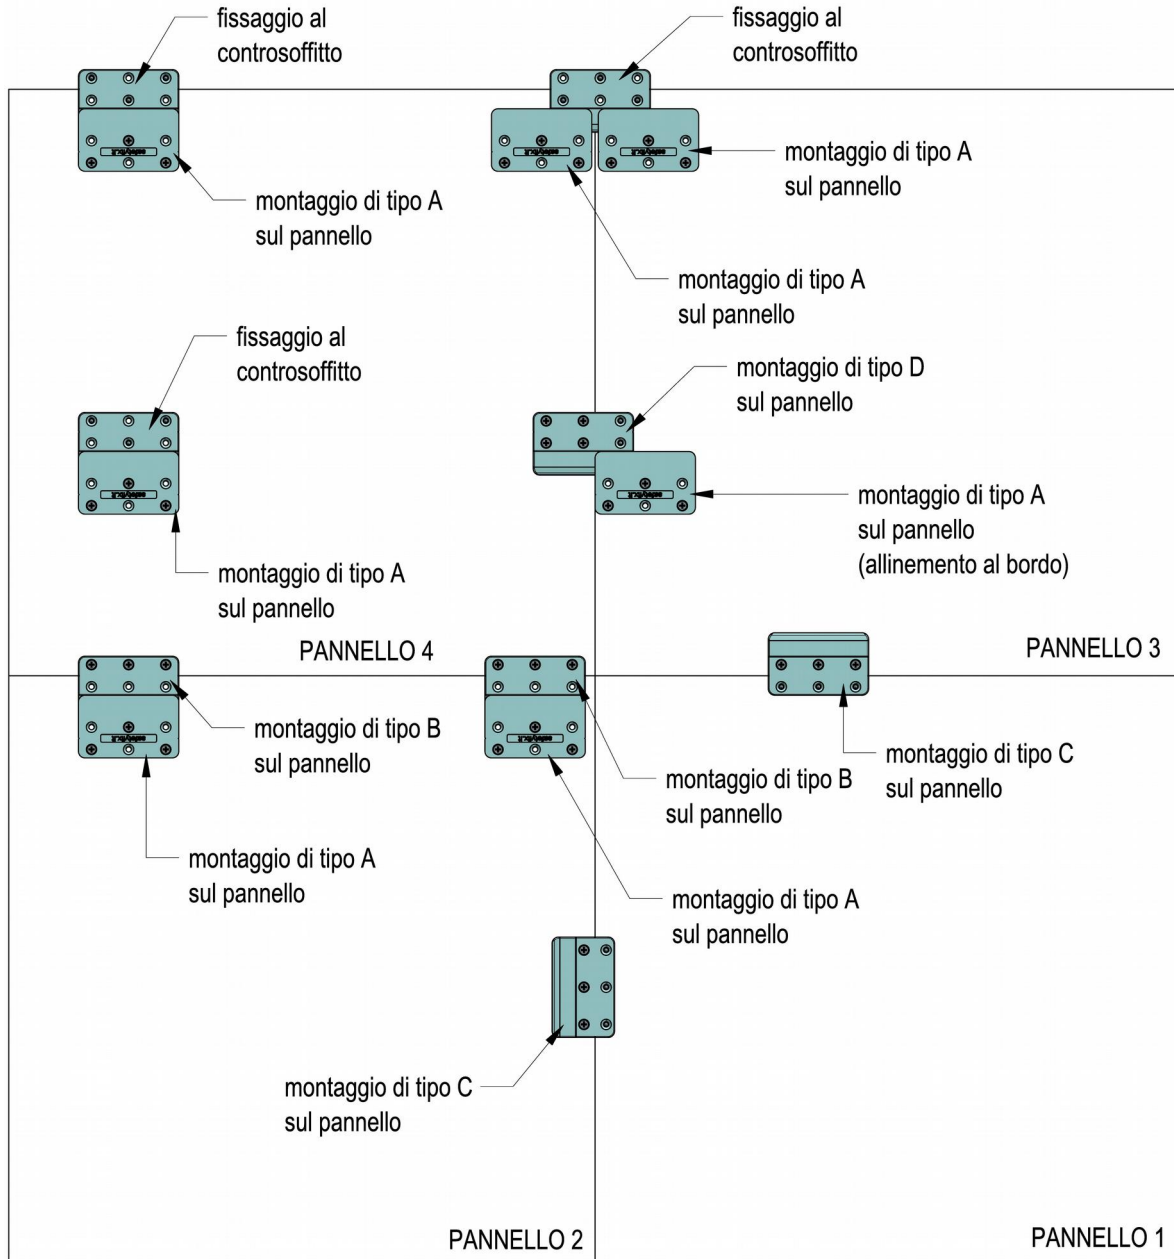 fissaggio al
controsoffitto
fissaggio al
controsoffitto
montaggio di tipo A
sul pannello
montaggio di tipo A
sul pannello
montaggio di tipo A
sul pannello
fissaggio al
controsoffitto
montaggio di tipo D
sul pannello
montaggio di tipo A
sul pannello
(allinemento al bordo)
montaggio di tipo A
sul pannello
PANNELLO 4
PANNELLO 3
montaggio di tipo B
sul pannello
montaggio di tipo C
sul pannello
montaggio di tipo B
sul pannello
montaggio di tipo A
sul pannello
montaggio di tipo A
sul pannello
montaggio di tipo C
sul pannello
PANNELLO 2
PANNELLO 1